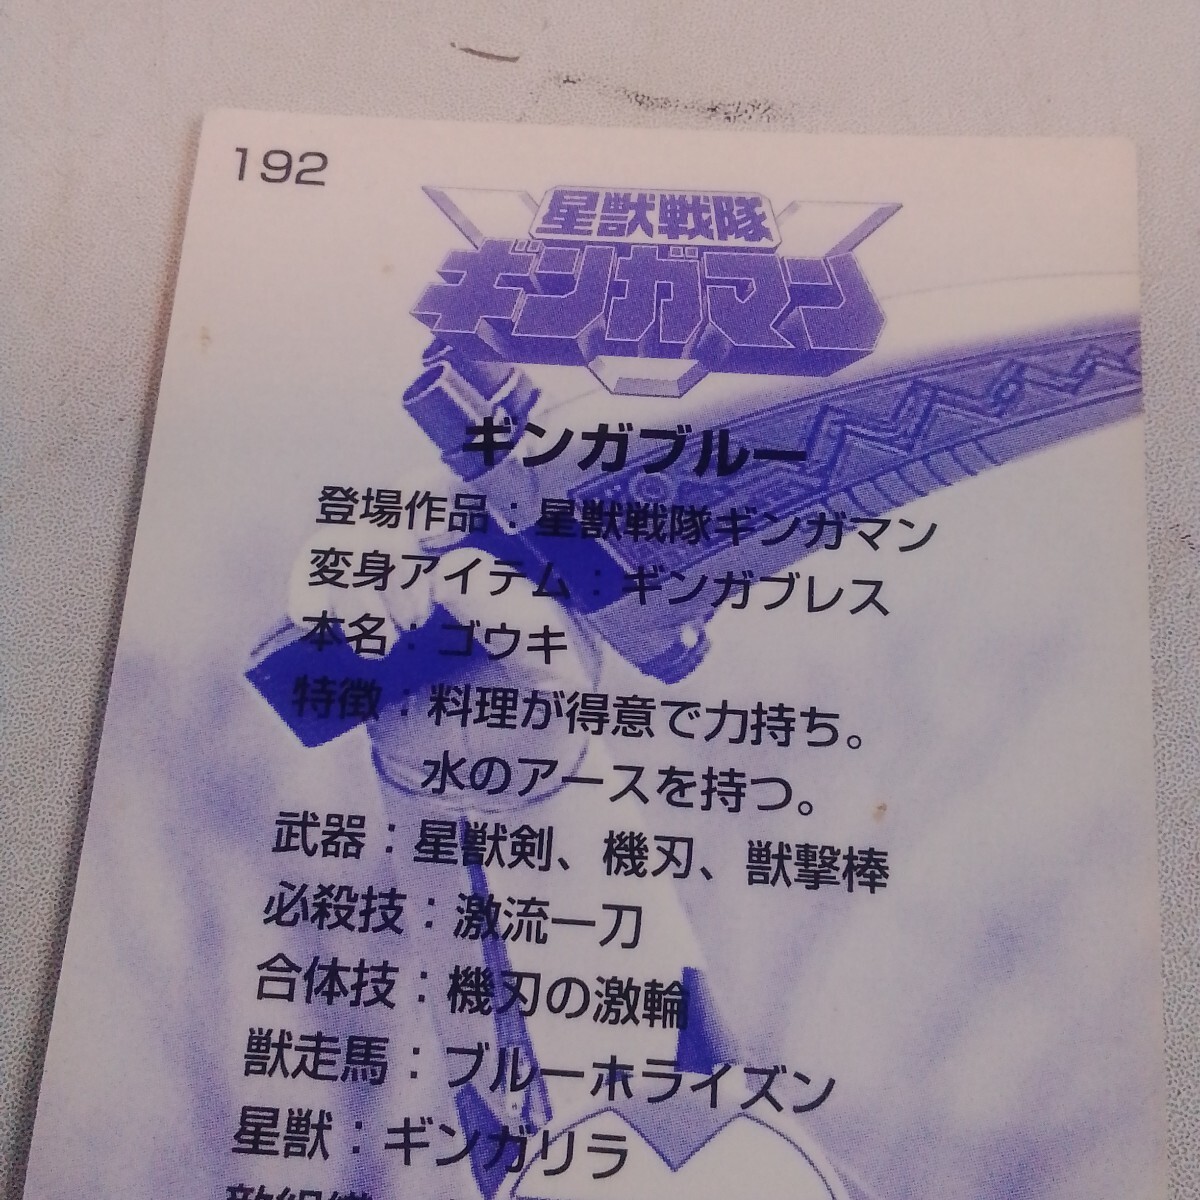 192
星獣戦隊
ギンガマン
ギンガブルー
登場作品：星獣戦隊ギンガマン
変身アイテム：ギンガブレス
本名：ゴウキ
特徴：料理が得意で力持ち。
水のアースを持つ。
武器：星獣剣、機刃、獣撃棒
必殺技：激流一刀
合体技：機刃の激輪
獣走馬：ブルーホライズン
星獣：ギンガリラ